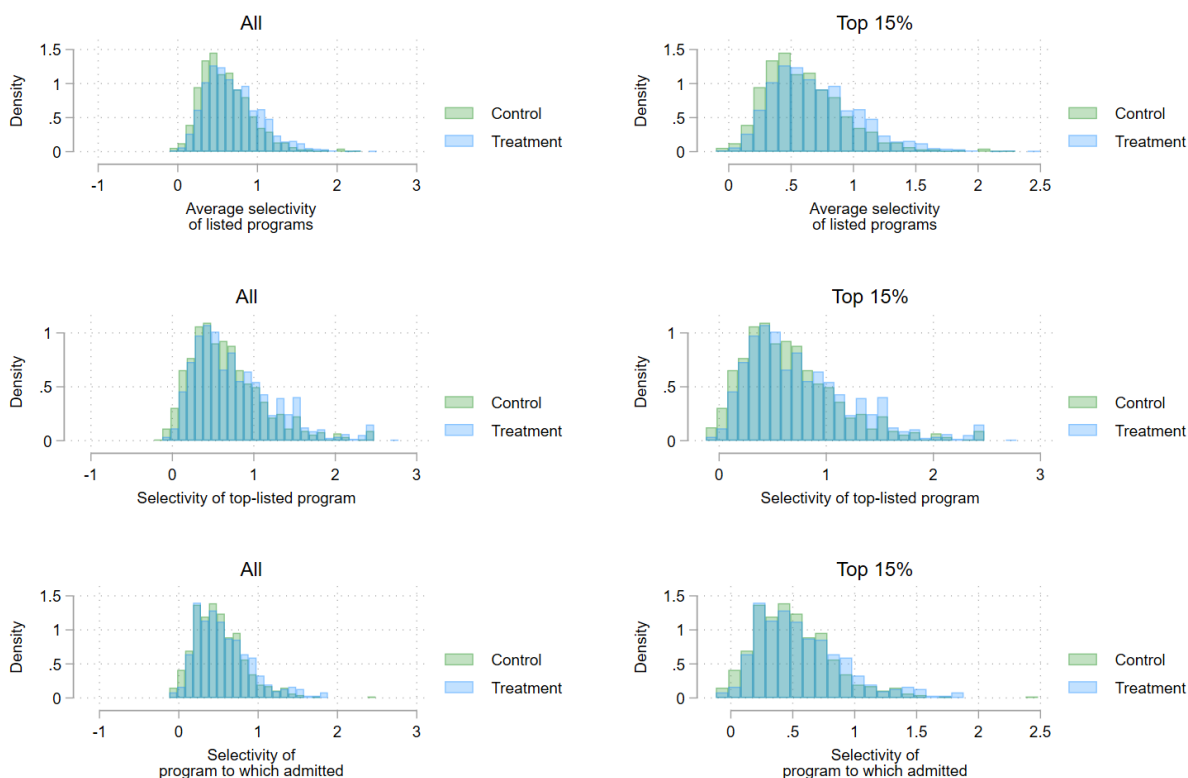 All
Density
1.5
1
.5
0
-1
0
1
2
3
Average selectivity
of listed programs
Control
Treatment
Top 15%
Density
1.5
1
.5
0
0
.5
1
1.5
2
2.5
Average selectivity
of listed programs
Control
Treatment
All
Density
1
.5
0
-1
0
1
2
3
Selectivity of top-listed program
Control
Treatment
Top 15%
Density
1
.5
0
0
1
2
3
Selectivity of top-listed program
Control
Treatment
All
Density
1.5
1
.5
0
-1
0
1
2
3
Selectivity of
program to which admitted
Control
Treatment
Top 15%
Density
1.5
1
.5
0
0
.5
1
1.5
2
2.5
Selectivity of
program to which admitted
Control
Treatment